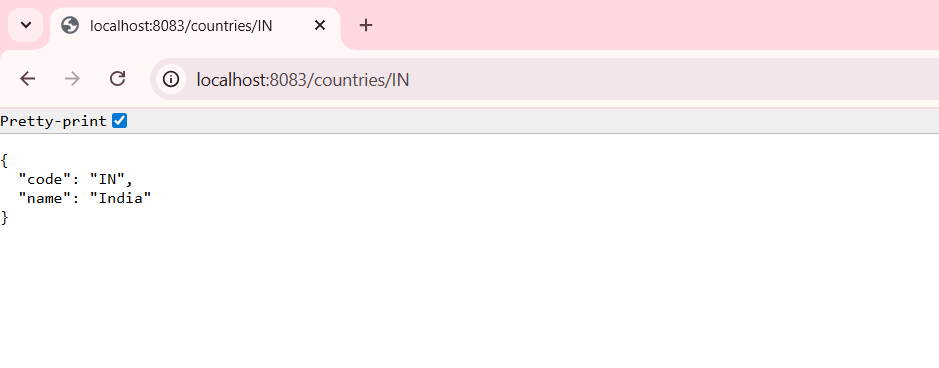 localhost:8083/countries/IN
localhost:8083/countries/IN
Pretty-print
{
  "code": "IN",
  "name": "India"
}